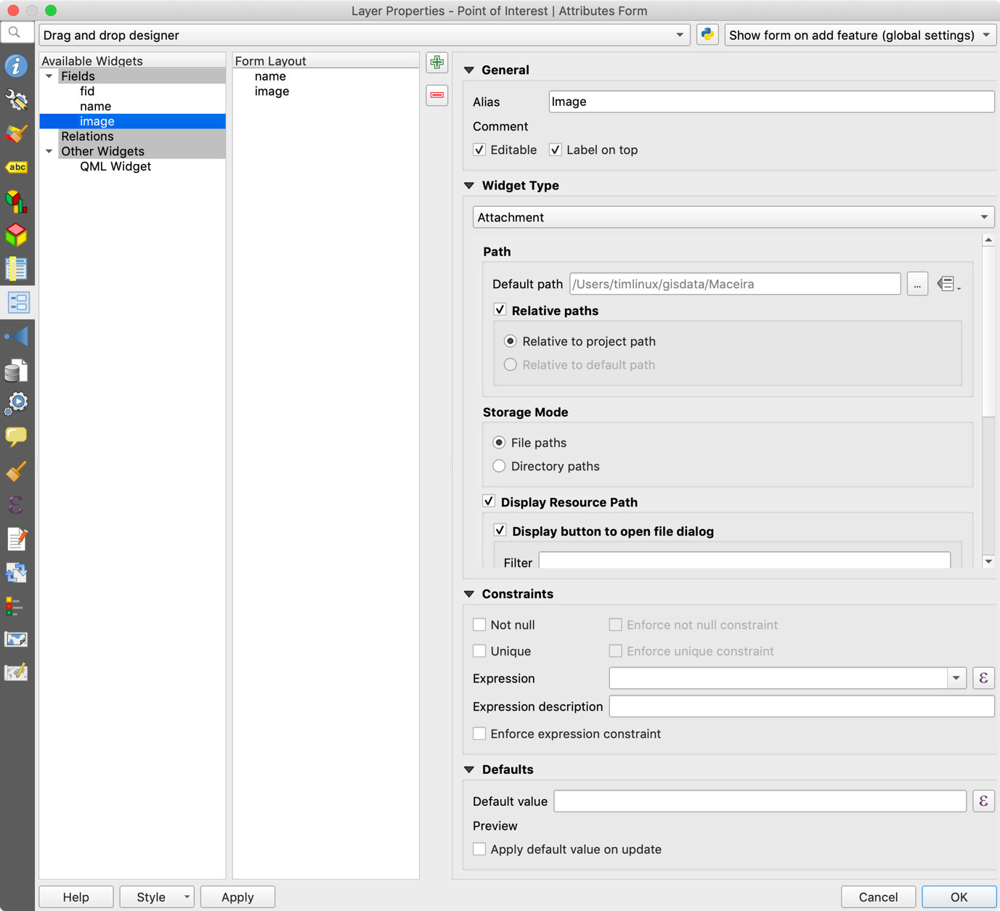 Layer Properties - Point of Interest | Attributes Form
Drag and drop designer
Show form on add feature (global settings)
Available Widgets
Fields
fid
name
image
Relations
Other Widgets
QML Widget
Form Layout
name
image
General
Alias
Image
Comment
Editable
Label on top
Widget Type
Attachment
Path
Default path
/Users/timlinux/gisdata/Maceira
...
Relative paths
Relative to project path
Relative to default path
Storage Mode
File paths
Directory paths
Display Resource Path
Display button to open file dialog
Filter
Constraints
Not null
Enforce not null constraint
Unique
Enforce unique constraint
Expression
ε
Expression description
Enforce expression constraint
Defaults
Default value
ε
Preview
Apply default value on update
abc
ε
Help
Style
Apply
Cancel
OK